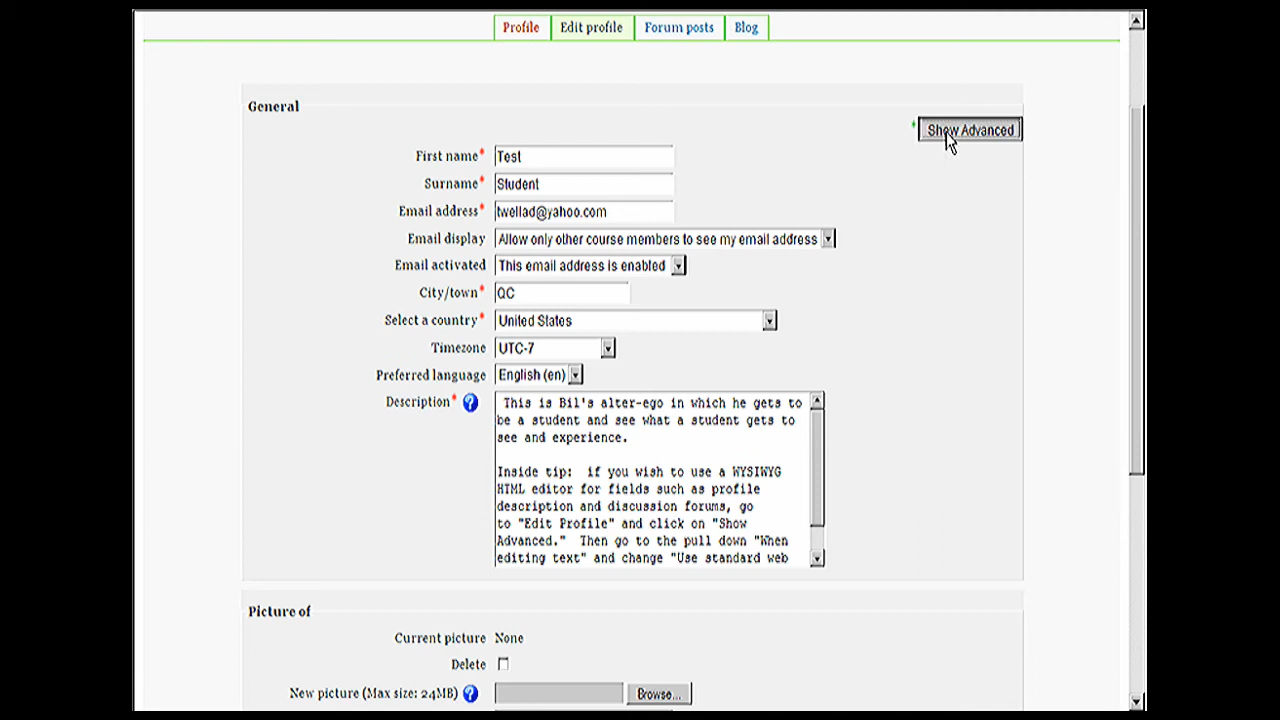 Profile Edit profile Forum posts Blog
General
* Show Advanced
First name* Test
Surname* Student
Email address* twellad@yahoo.com
Email display Allow only other course members to see my email address
Email activated This email address is enabled
City/town* QC
Select a country* United States
Timezone UTC-7
Preferred language English (en)
Description* ? This is Bil's alter-ego in which he gets to
be a student and see what a student gets to
see and experience.
Inside tip: if you wish to use a WYSIWYG
HTML editor for fields such as profile
description and discussion forums, go
to "Edit Profile" and click on "Show
Advanced." Then go to the pull down "When
editing text" and change "Use standard web
Picture of
Current picture None
Delete
New picture (Max size: 24MB) ? Browse...